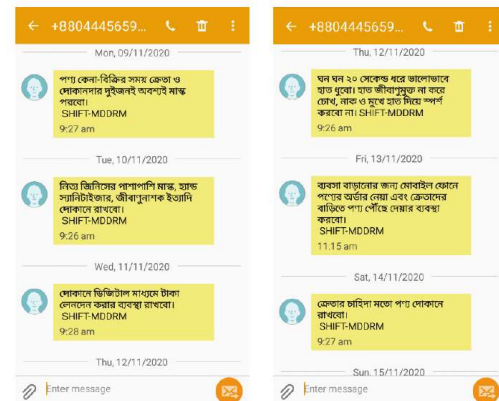 +8804445659...
Mon, 09/11/2020
পণ্য কেনা-বিক্রির সময় ক্রেতা ও
দোকানদার দুইজনই অবশ্যই মাস্ক
পরবো।
SHIFT-MDDRM
9:27 am
Tue, 10/11/2020
নিত্য জিনিসের পাশাপাশি মাস্ক, হ্যান্ড
স্যানিটাইজার, জীবাণুনাশক ইত্যাদি
দোকানে রাখবো।
SHIFT-MDDRM
9:26 am
Wed, 11/11/2020
দোকানে ডিজিটাল মাধ্যমে টাকা
লেনদেন করার ব্যবস্থা রাখবো।
SHIFT-MDDRM
9:28 am
Thu, 12/11/2020
Enter message
+8804445659...
Thu, 12/11/2020
ঘন ঘন ২০ সেকেন্ড ধরে ভালোভাবে
হাত ধুবো। হাত জীবাণুমুক্ত না করে
চোখ, নাক ও মুখে হাত দিয়ে স্পর্শ
করবো না। SHIFT-MDDRM
9:26 am
Fri, 13/11/2020
ব্যবসা বাড়ানোর জন্য মোবাইল ফোনে
পণ্যের অর্ডার নেয়া এবং ক্রেতাদের
বাড়িতে পণ্য পৌঁছে দেয়ার ব্যবস্থা
করবো।
SHIFT-MDDRM
11:15 am
Sat, 14/11/2020
ক্রেতার চাহিদা মতো পণ্য দোকানে
রাখবো।
SHIFT-MDDRM
9:27 am
Sun, 15/11/2020
Enter message